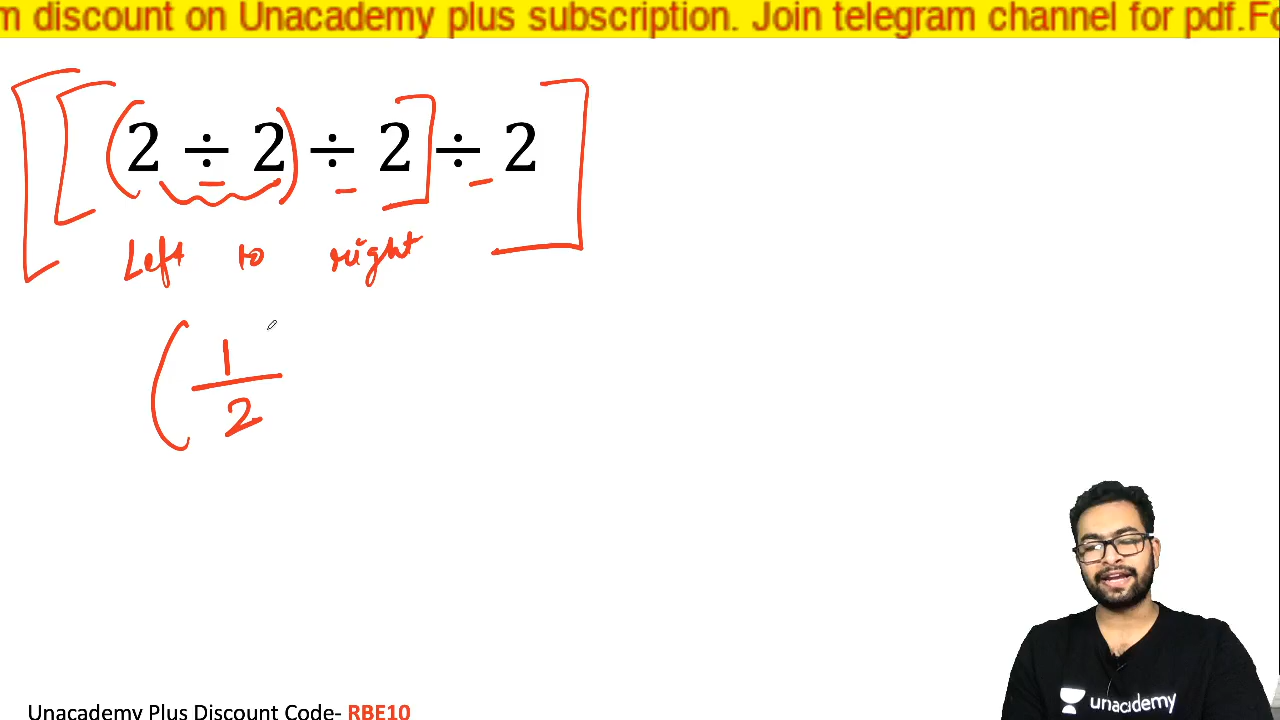 m discount on Unacademy plus subscription. Join telegram channel for pdf.Fo
[[(2 ÷ 2) ÷ 2] ÷ 2]
Left to right
(1/2
unacademy
Unacademy Plus Discount Code- RBE10